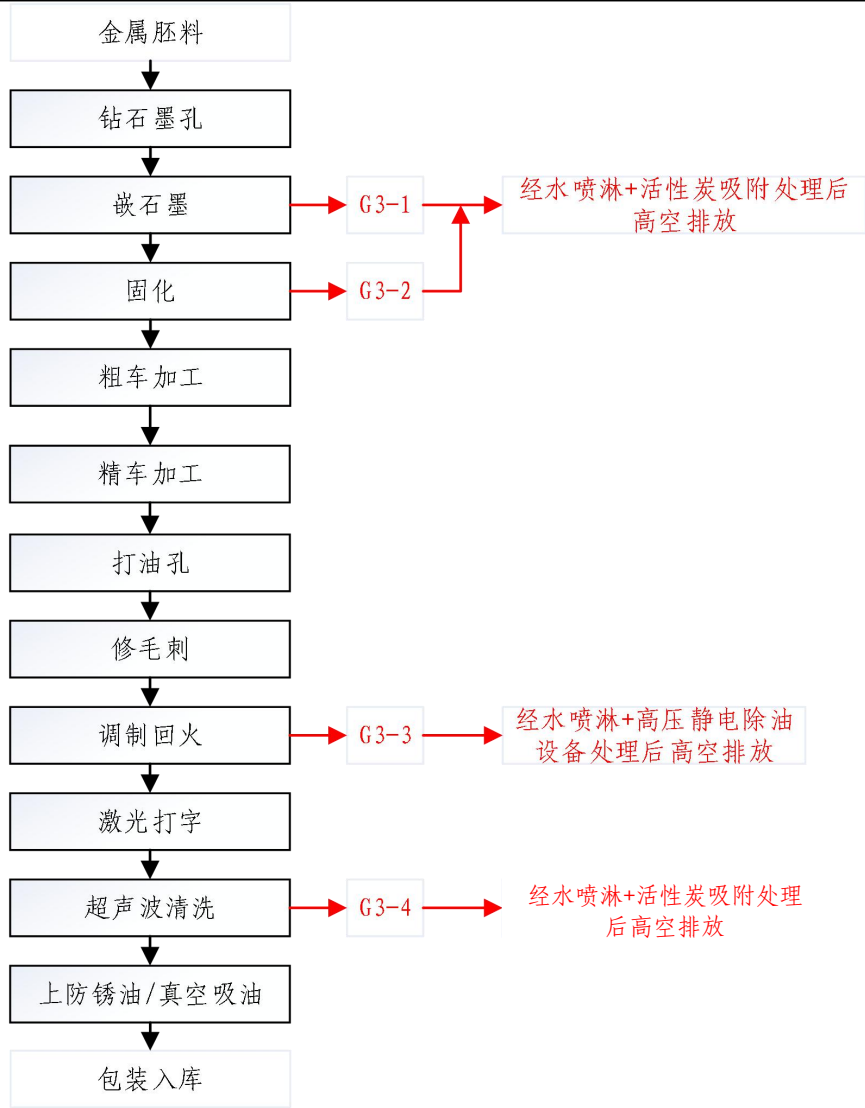 金属胚料
钻石墨孔
嵌石墨
G3-1
经水喷淋+活性炭吸附处理后
高空排放
固化
G3-2
粗车加工
精车加工
打油孔
修毛刺
调制回火
G3-3
经水喷淋+高压静电除油
设备处理后高空排放
激光打字
超声波清洗
G3-4
经水喷淋+活性炭吸附处理
后高空排放
上防锈油/真空吸油
包装入库